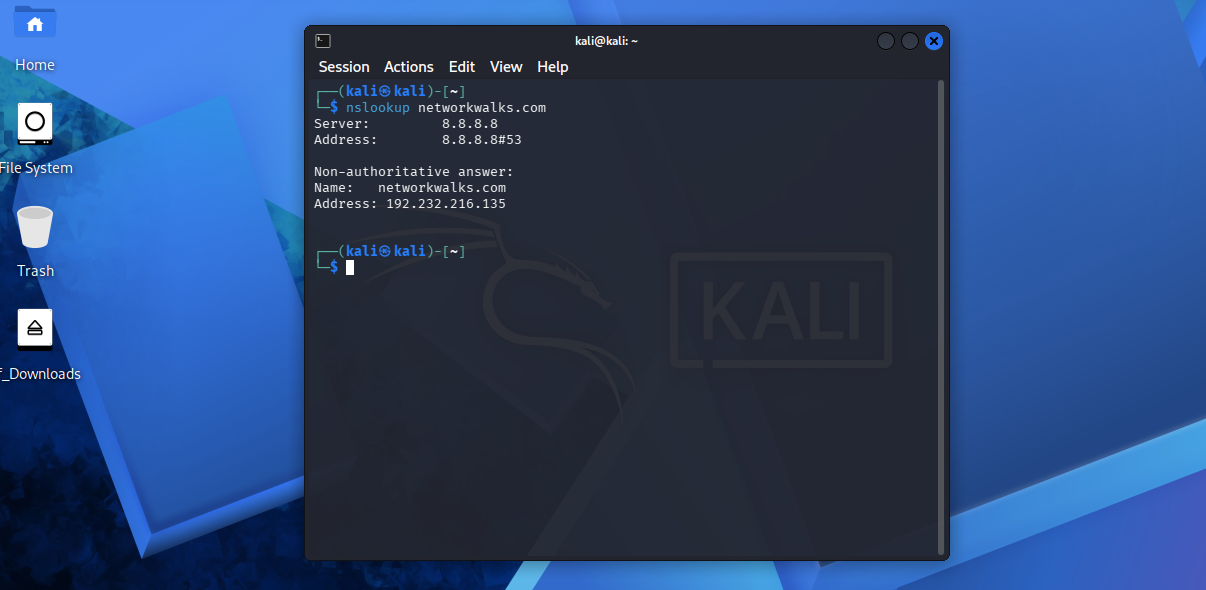 Home
File System
Trash
f_Downloads
kali@kali: ~
Session Actions Edit View Help
┌──(kali㉿kali)-[~]
└─$ nslookup networkwalks.com
Server:         8.8.8.8
Address:        8.8.8.8#53
Non-authoritative answer:
Name:   networkwalks.com
Address: 192.232.216.135
┌──(kali㉿kali)-[~]
└─$
KALI